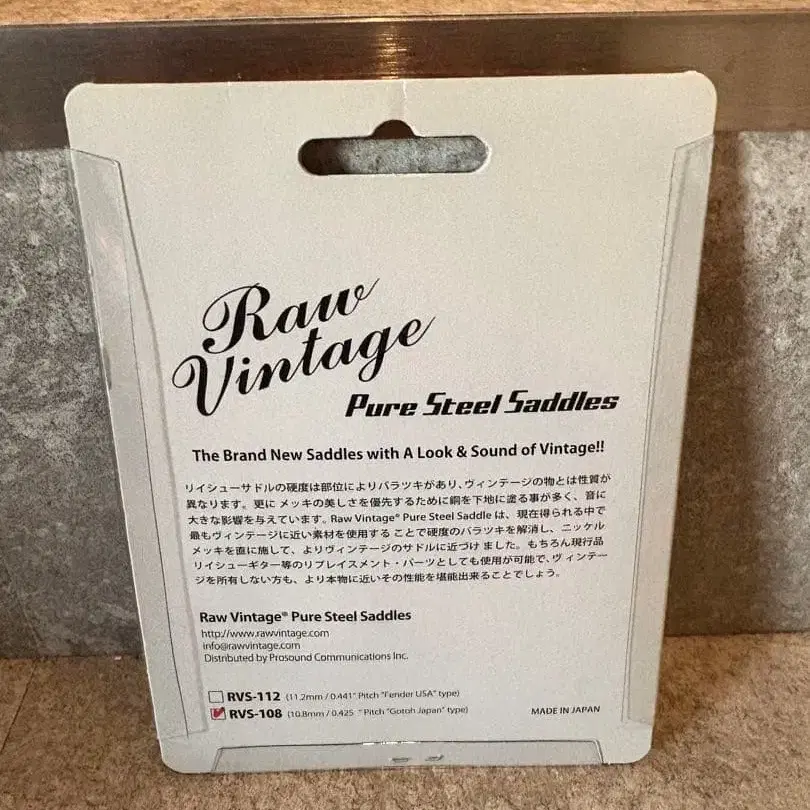 Raw
Vintage
Pure Steel Saddles
The Brand New Saddles with A Look & Sound of Vintage!!
リイシューサドルの硬度は部位によりバラツキがあり、ヴィンテージの物とは性質が
異なります。更に メッキの美しさを優先するために銅を下地に塗る事が多く、音に
大きな影響を与えています。Raw Vintage® Pure Steel Saddle は、現在得られる中で
最もヴィンテージに近い素材を使用する ことで硬度のバラツキを解消し、ニッケル
メッキを直に施して、よりヴィンテージのサドルに近づけ ました。もちろん現行品
リイシューギター等のリプレイスメント・パーツとしても使用が可能で、ヴィンテー
ジを所有しない方も、より本物に近いその性能を堪能出来ることでしょう。
Raw Vintage® Pure Steel Saddles
http://www.rawvintage.com
info@rawvintage.com
Distributed by Prosound Communications Inc.
RVS-112 (11.2mm / 0.441" Pitch "Fender USA" type)
RVS-108 (10.8mm / 0.425 " Pitch "Gotoh Japan" type)
MADE IN JAPAN